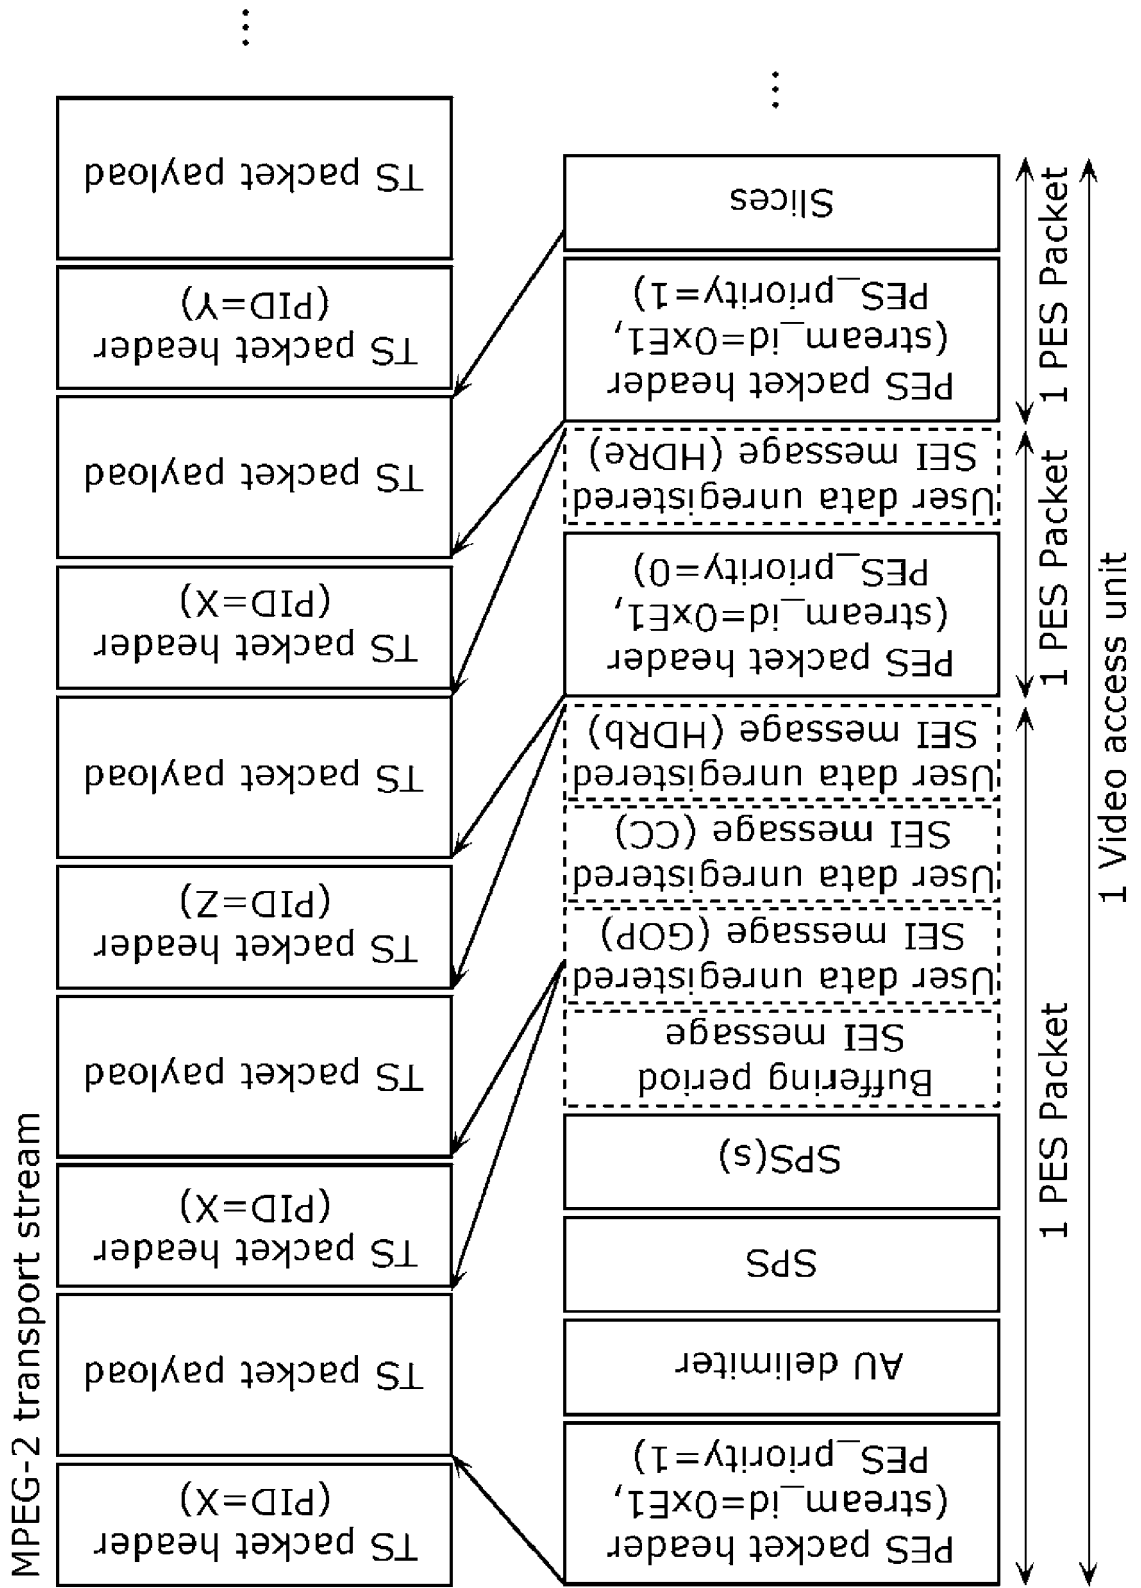 1 Video access unit
1 PES Packet
1 PES Packet
1 PES Packet
PES packet header
(stream_id=0xE1,
PES_priority=1)
AU delimiter
SPS
SPS(s)
Buffering period
SEI message
User data unregistered
SEI message (GOP)
User data unregistered
SEI message (CC)
User data unregistered
SEI message (HDRb)
PES packet header
(stream_id=0xE1,
PES_priority=0)
User data unregistered
SEI message (HDRe)
PES packet header
(stream_id=0xE1,
PES_priority=1)
Slices
...
MPEG-2 transport stream
TS packet header
(PID=X)
TS packet payload
TS packet header
(PID=X)
TS packet payload
TS packet header
(PID=Z)
TS packet payload
TS packet header
(PID=X)
TS packet payload
TS packet header
(PID=Y)
TS packet payload
...